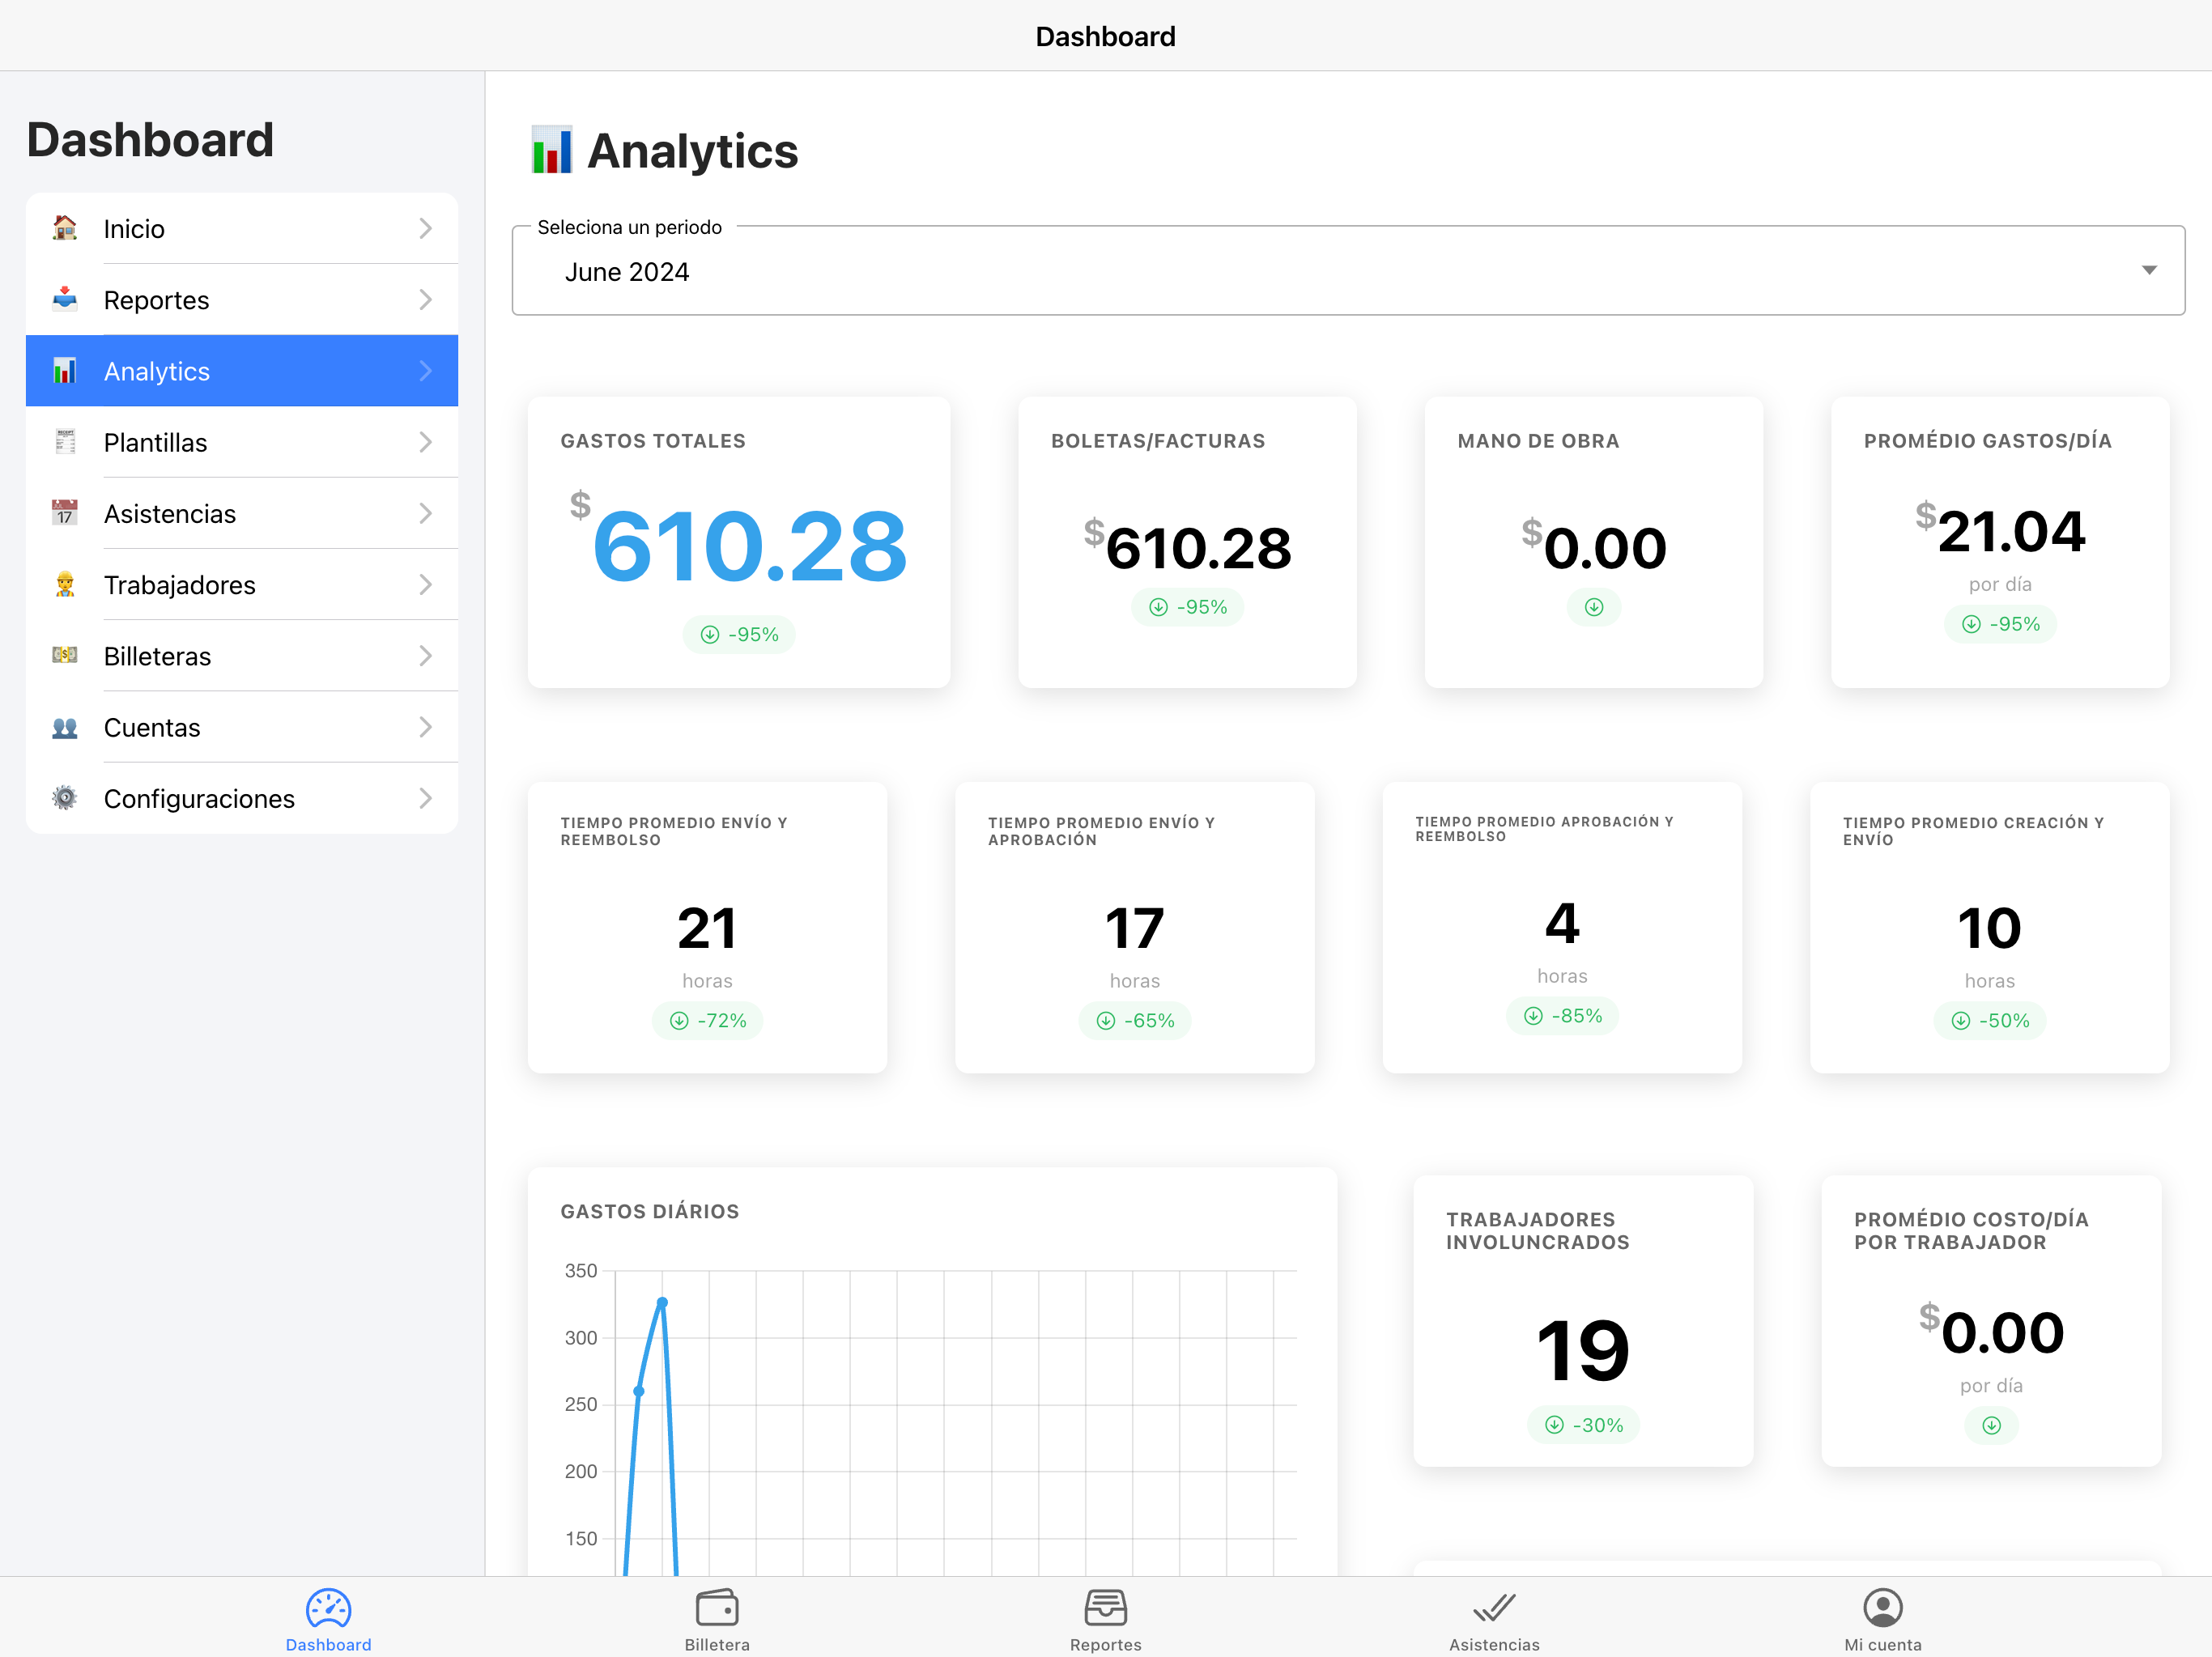 Dashboard
Dashboard
Inicio
Reportes
Analytics
Plantillas
17
Asistencias
Trabajadores
Billeteras
Cuentas
Configuraciones
Analytics
Seleciona un periodo
June 2024
GASTOS TOTALES
$610.28
-95%
BOLETAS/FACTURAS
$610.28
-95%
MANO DE OBRA
$0.00
PROMÉDIO GASTOS/DÍA
$21.04
por día
-95%
TIEMPO PROMEDIO ENVÍO Y
REEMBOLSO
21
horas
-72%
TIEMPO PROMEDIO ENVÍO Y
APROBACIÓN
17
horas
-65%
TIEMPO PROMEDIO APROBACIÓN Y
REEMBOLSO
4
horas
-85%
TIEMPO PROMEDIO CREACIÓN Y
ENVÍO
10
horas
-50%
GASTOS DIÁRIOS
350
300
250
200
150
TRABAJADORES
INVOLUNCRADOS
19
-30%
PROMÉDIO COSTO/DÍA
POR TRABAJADOR
$0.00
por día
Dashboard
Billetera
Reportes
Asistencias
Mi cuenta